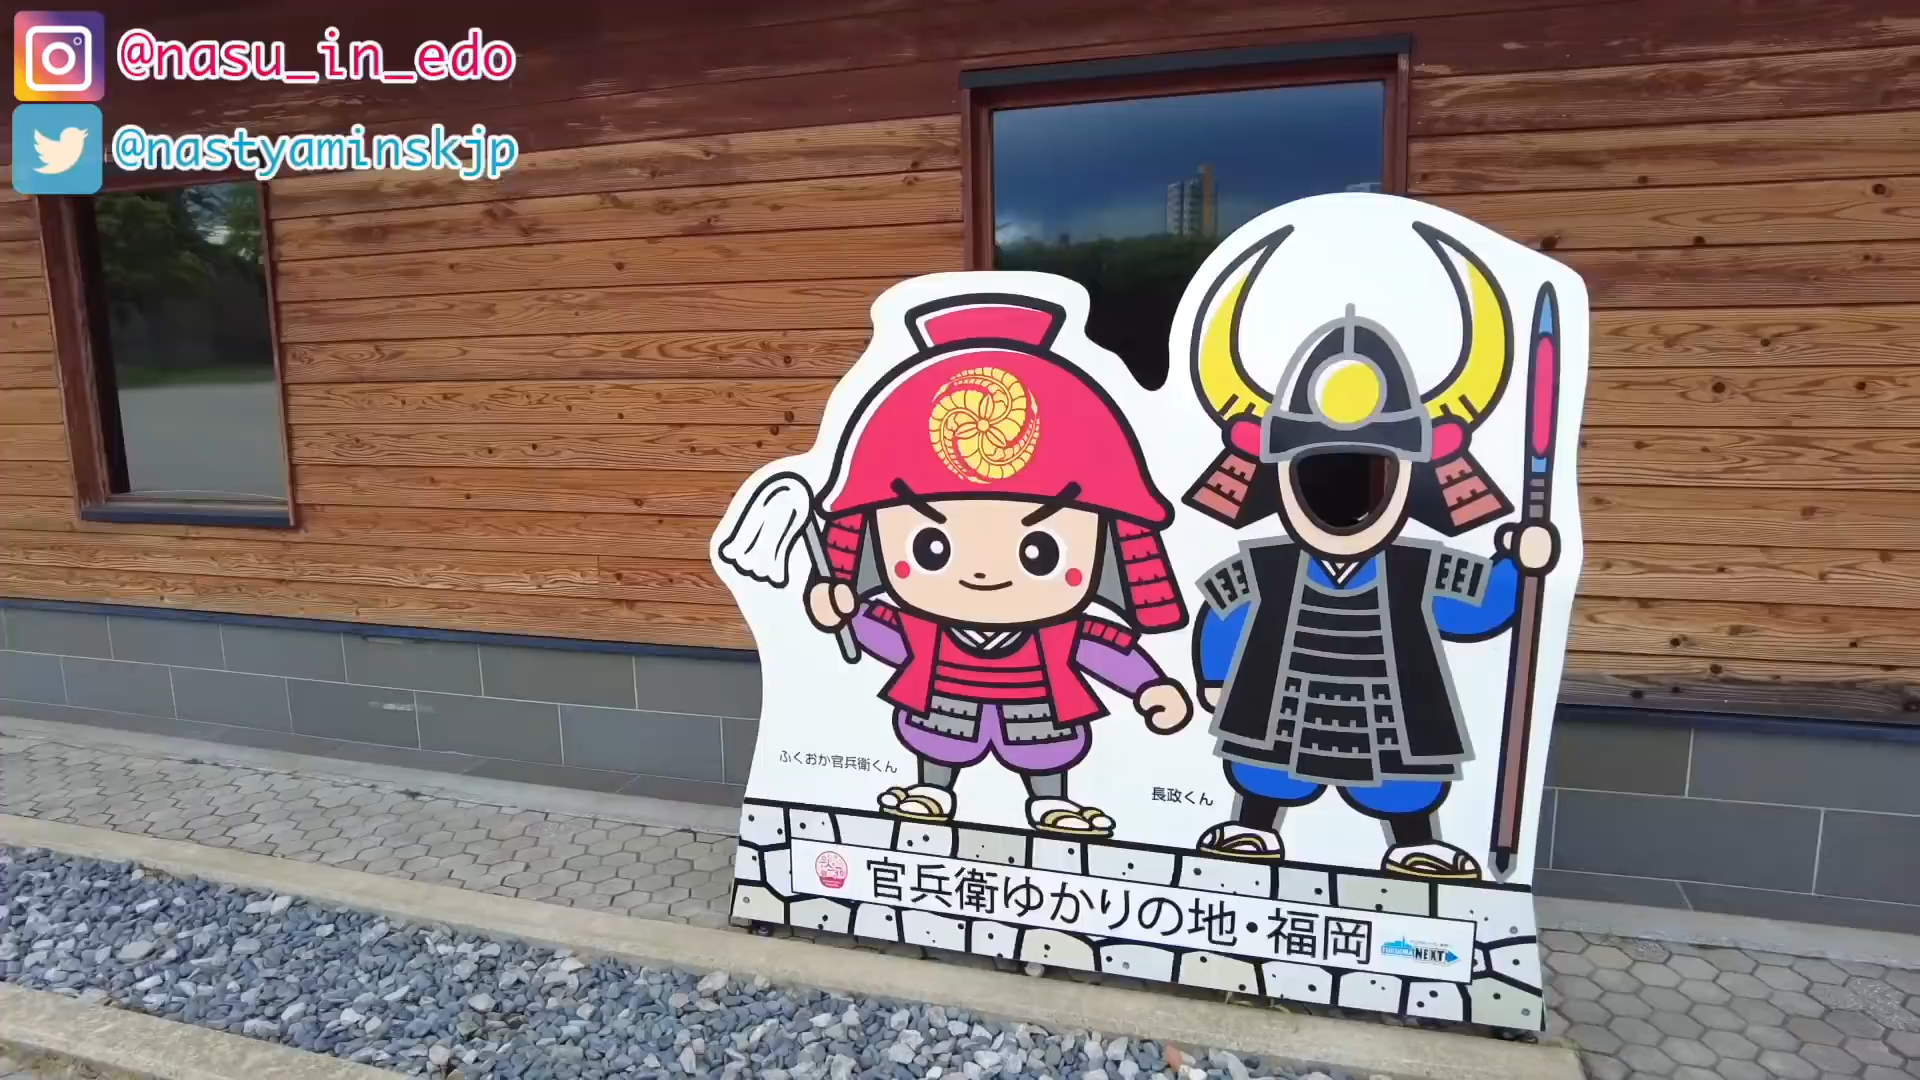 @nasu_in_edo
@nastyaminskjp
ふくおか官兵衛くん
長政くん
官兵衛ゆかりの地・福岡
NEXT